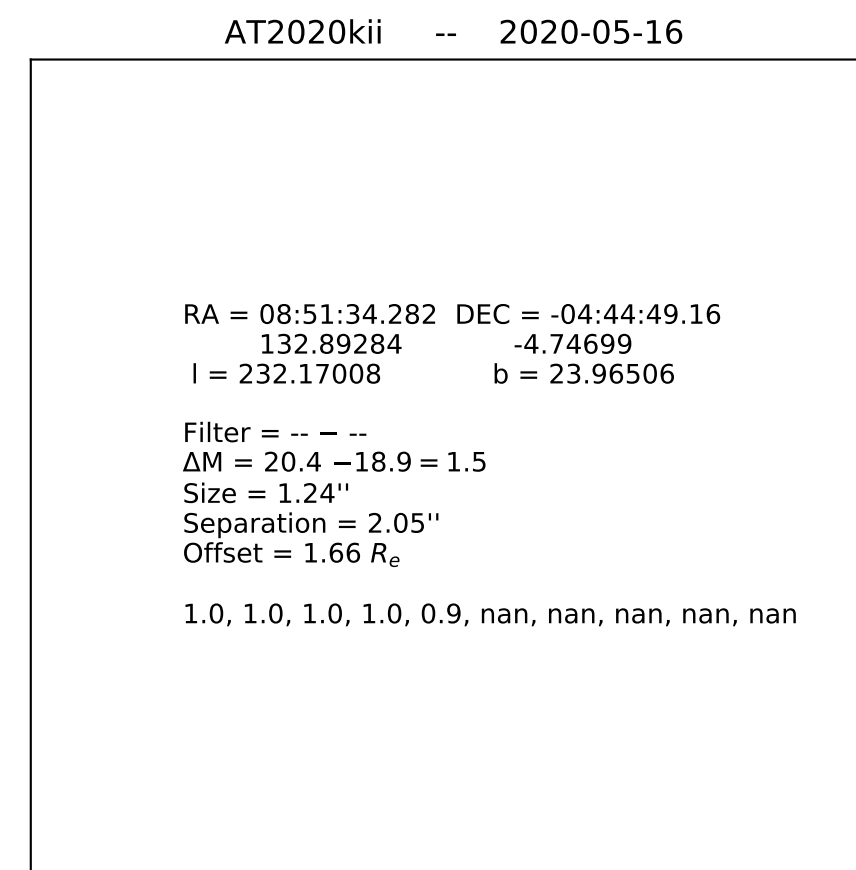 AT2020kii -- 2020-05-16
RA = 08:51:34.282 DEC = -04:44:49.16
132.89284 -4.74699
l = 232.17008 b = 23.96506
Filter = -- − --
ΔM = 20.4 −18.9 = 1.5
Size = 1.24''
Separation = 2.05''
Offset = 1.66 Rₑ
1.0, 1.0, 1.0, 1.0, 0.9, nan, nan, nan, nan, nan